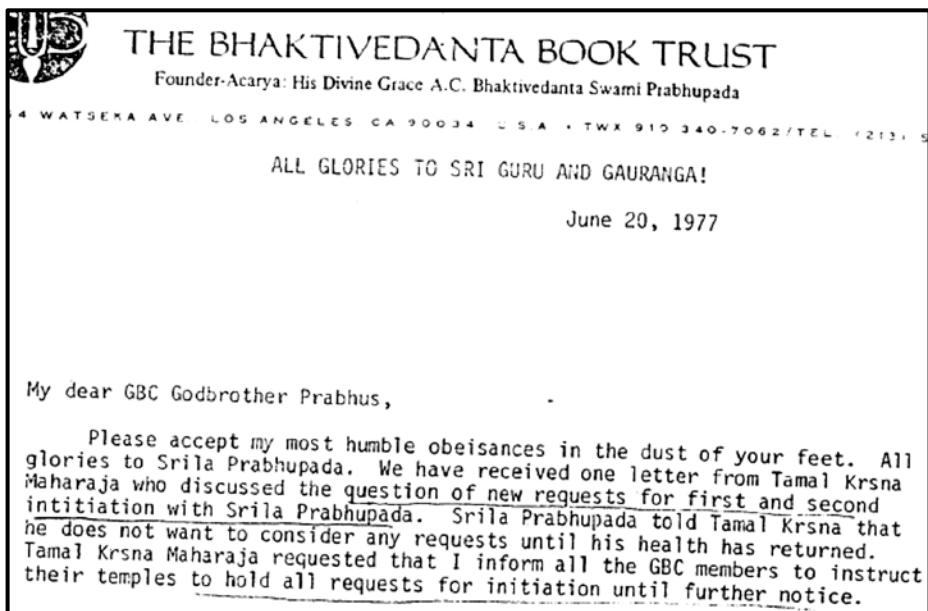 THE BHAKTIVEDANTA BOOK TRUST
Founder-Acarya: His Divine Grace A.C. Bhaktivedanta Swami Prabhupada
4 WATSEKA AVE. LOS ANGELES CA 90034 U.S.A • TWX 910 340-7062/TEL. (213)
ALL GLORIES TO SRI GURU AND GAURANGA!
June 20, 1977
My dear GBC Godbrother Prabhus,
Please accept my most humble obeisances in the dust of your feet. All
glories to Srila Prabhupada. We have received one letter from Tamal Krsna
Maharaja who discussed the question of new requests for first and second
intitiation with Srila Prabhupada. Srila Prabhupada told Tamal Krsna that
he does not want to consider any requests until his health has returned.
Tamal Krsna Maharaja requested that I inform all the GBC members to instruct
their temples to hold all requests for initiation until further notice.